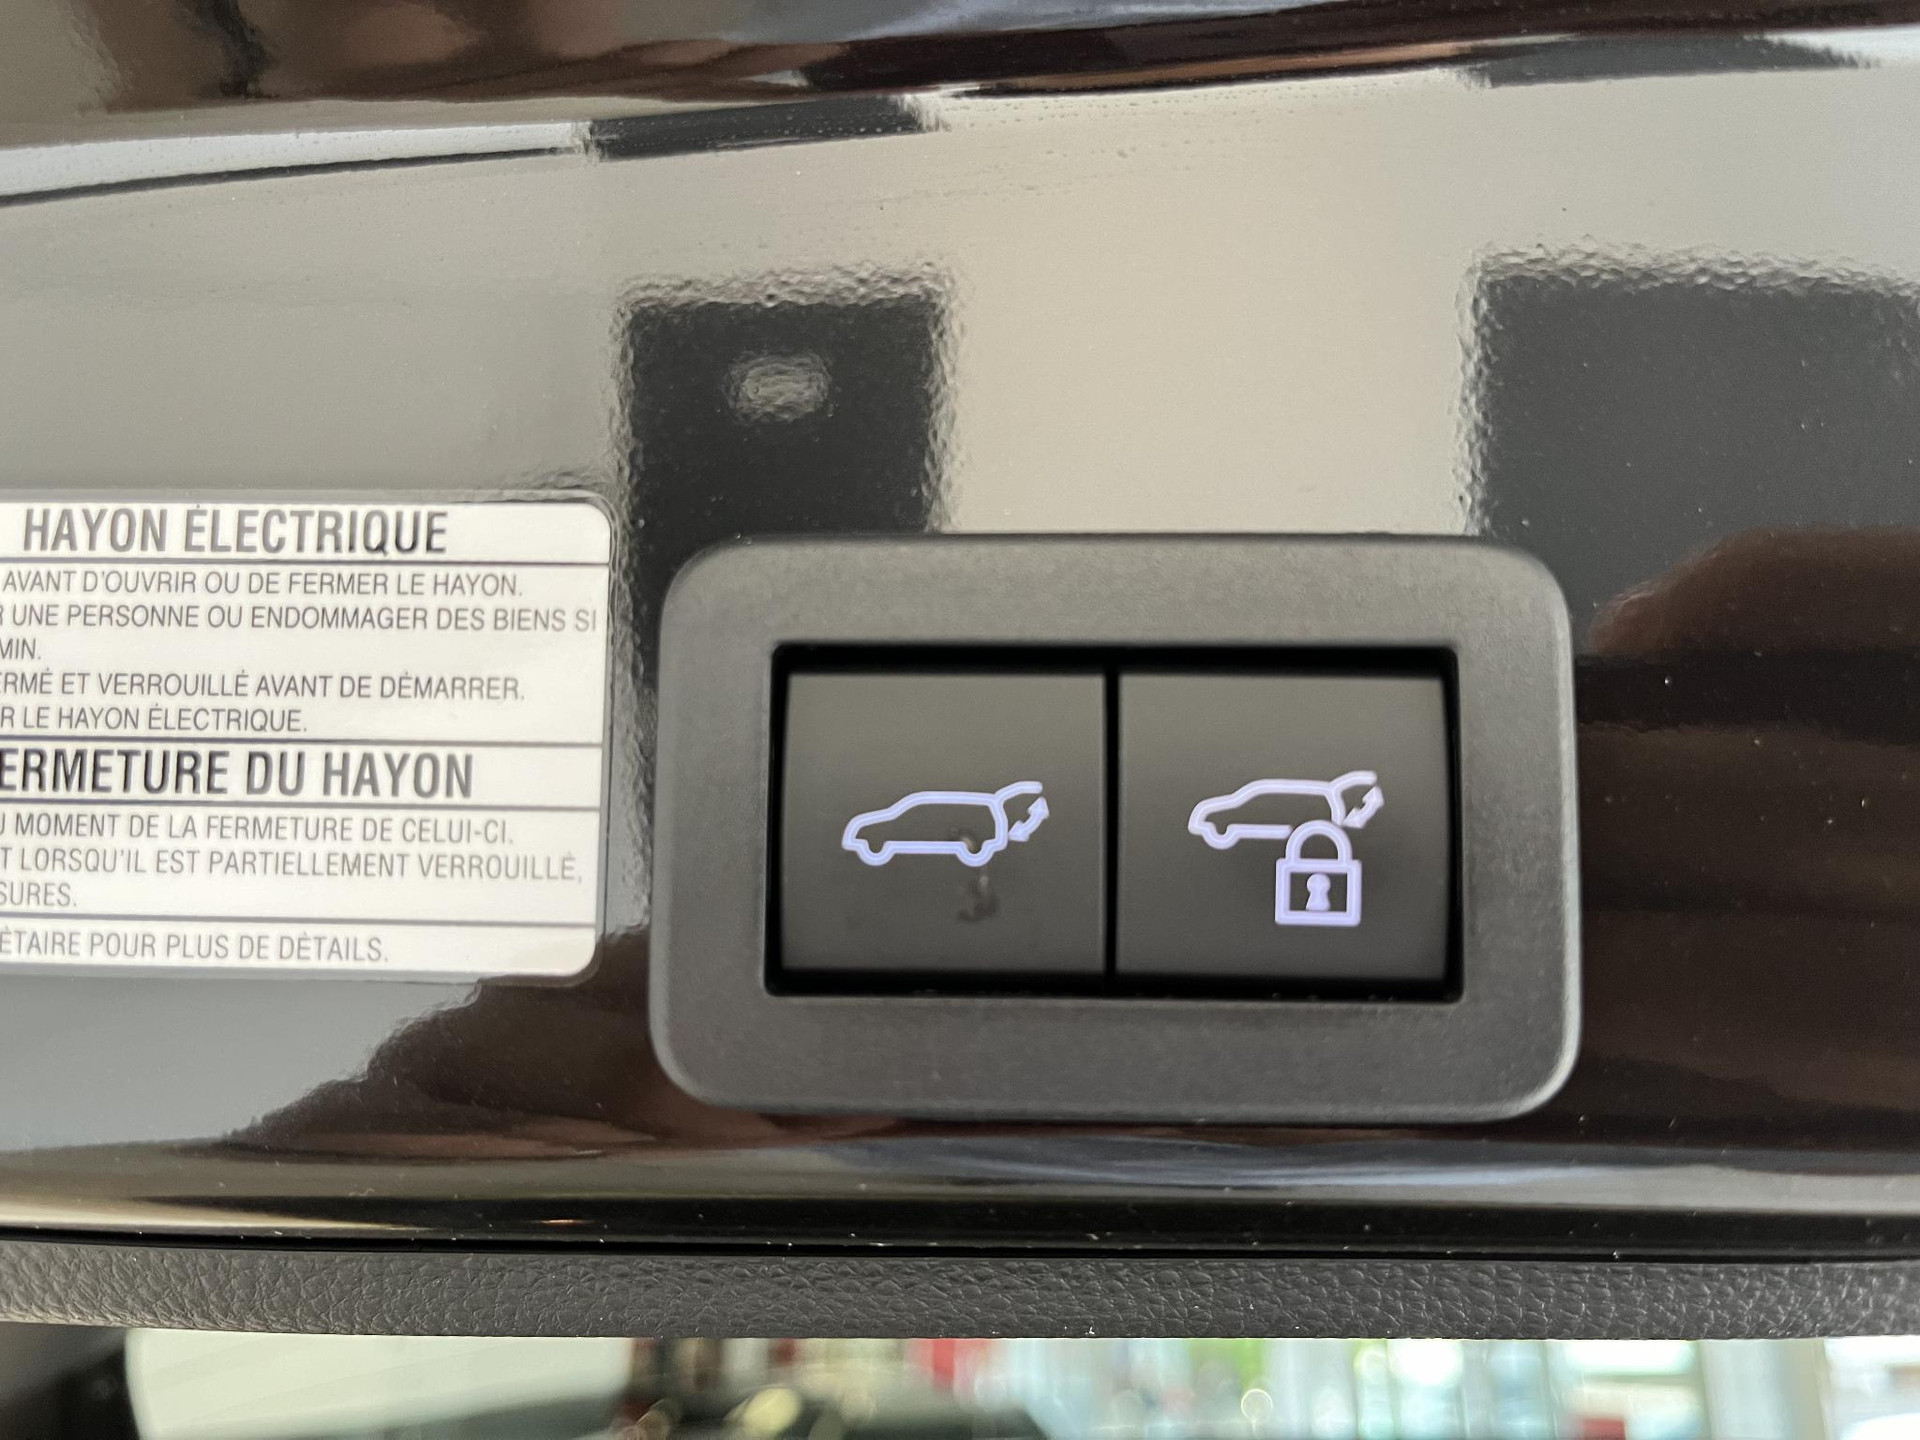 HAYON ÉLECTRIQUE
AVANT D'OUVRIR OU DE FERMER LE HAYON.
UNE PERSONNE OU ENDOMMAGER DES BIENS SI
MIN.
ERMÉ ET VERROUILLÉ AVANT DE DÉMARRER.
R LE HAYON ÉLECTRIQUE.
ERMETURE DU HAYON
U MOMENT DE LA FERMETURE DE CELUI-CI.
T LORSQU'IL EST PARTIELLEMENT VERROUILLÉ,
SURES.
ÉTAIRE POUR PLUS DE DÉTAILS.